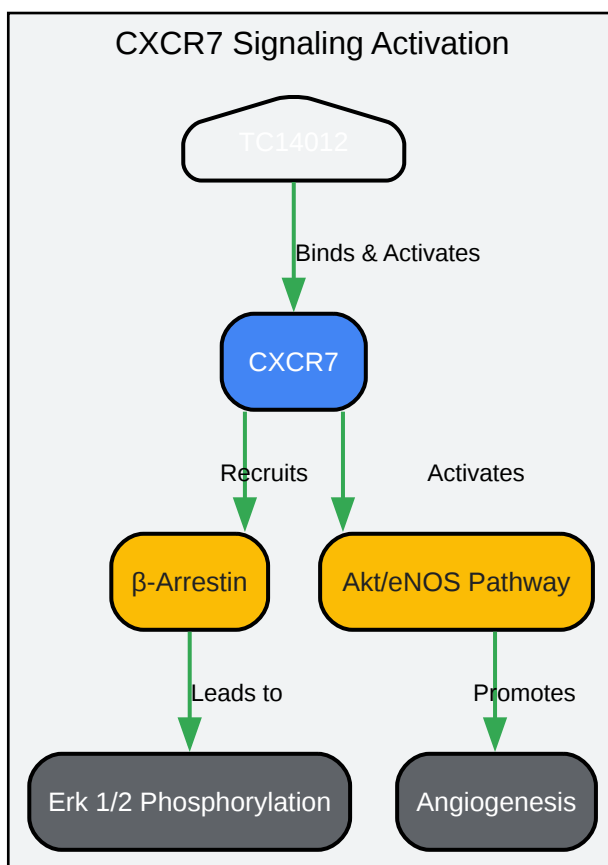 CXCR7 Signaling Activation
TC14012
Binds & Activates
CXCR7
Recruits
Activates
β-Arrestin
Akt/eNOS Pathway
Leads to
Promotes
Erk 1/2 Phosphorylation
Angiogenesis